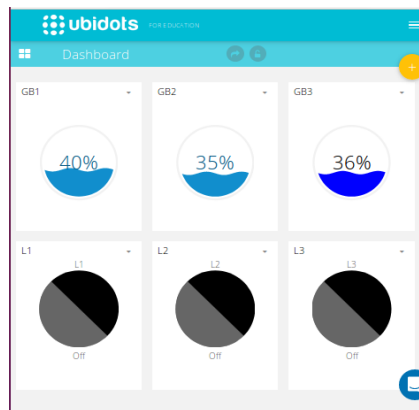 ubidots FOR EDUCATION
Dashboard
GB1 GB2 GB3
40% 35% 36%
L1 L2 L3
L1 L2 L3
Off Off Off